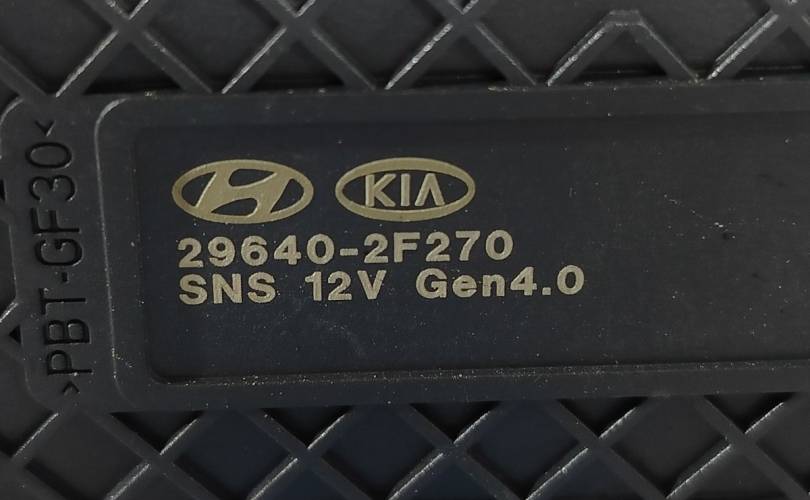 KIA
29640-2F270
SNS 12V Gen4.0
>PBT-GF30<